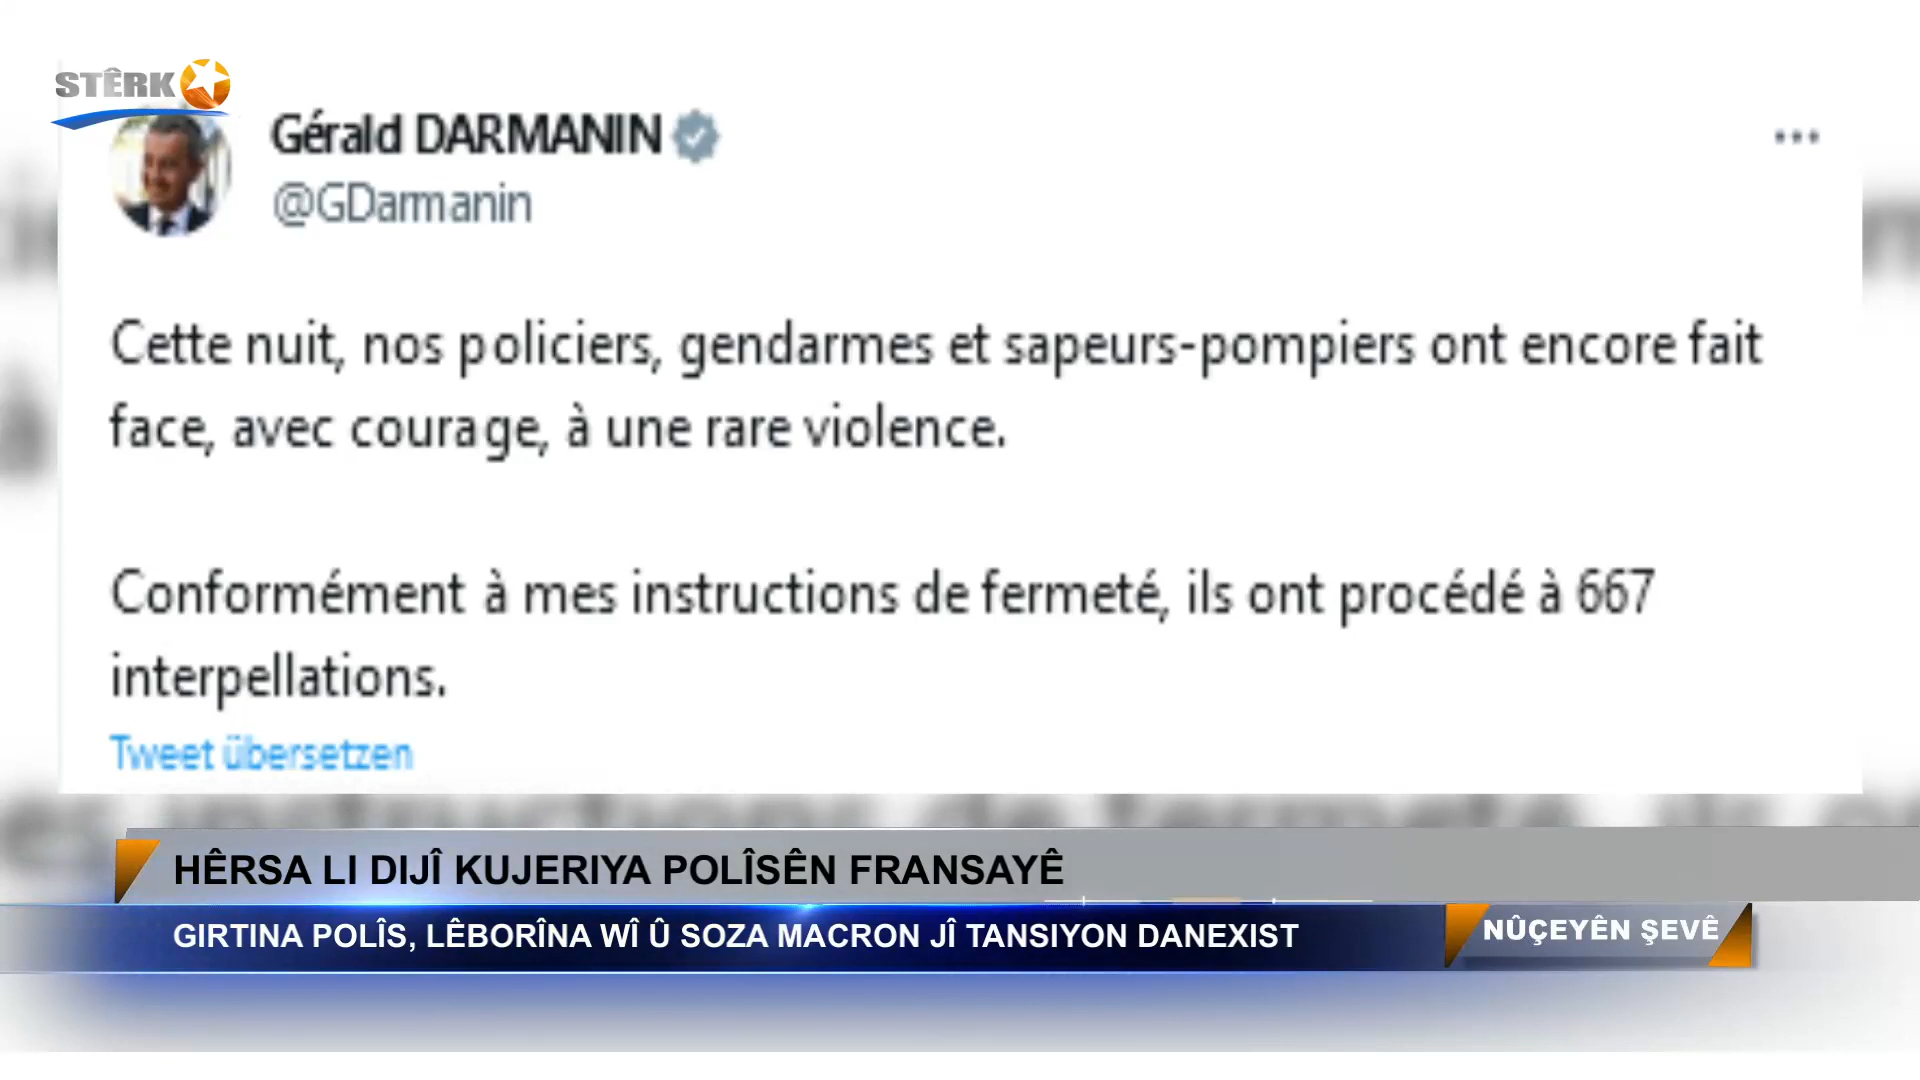 STÊRK
Gérald DARMANIN
@GDarmanin
Cette nuit, nos policiers, gendarmes et sapeurs-pompiers ont encore fait
face, avec courage, à une rare violence.
Conformément à mes instructions de fermeté, ils ont procédé à 667
interpellations.
Tweet übersetzen
HÊRSA LI DIJÎ KUJERIYA POLÎSÊN FRANSAYÊ
GIRTINA POLÎS, LÊBORÎNA WÎ Û SOZA MACRON JÎ TANSIYON DANEXIST
NÛÇEYÊN ŞEVÊ